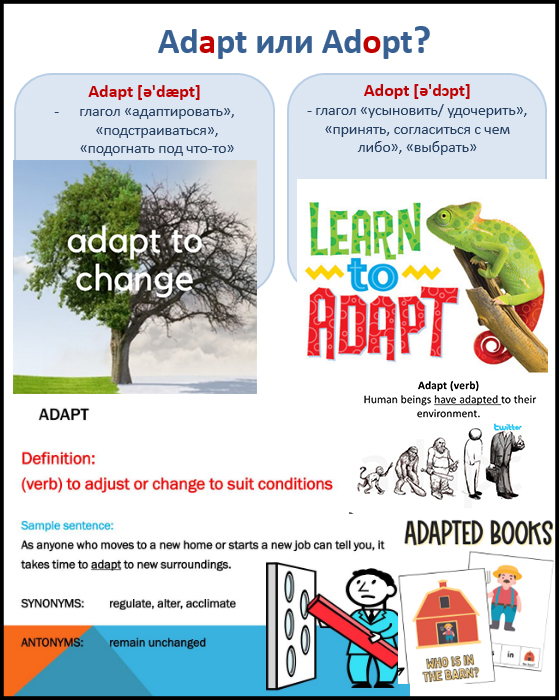 Adapt или Adopt?
Adapt [ə'dæpt]
- глагол «адаптировать»,
«подстраиваться»,
«подогнать под что-то»
Adopt [ə'dɔpt]
- глагол «усыновить/ удочерить»,
«принять, согласиться с чем
либо», «выбрать»
adapt to
change
LEARN
to
ADAPT
Adapt (verb)
Human beings have adapted to their
environment.
twitter
ADAPT
Definition:
(verb) to adjust or change to suit conditions
Sample sentence:
As anyone who moves to a new home or starts a new job can tell you, it
takes time to adapt to new surroundings.
SYNONYMS: regulate, alter, acclimate
ANTONYMS: remain unchanged
ADAPTED BOOKS
WHO IS IN
THE BARN?
in